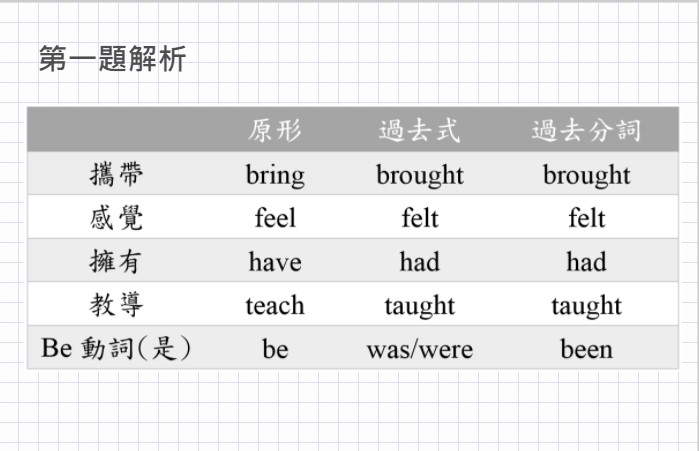 第一題解析
原形 過去式 過去分詞
攜帶 bring brought brought
感覺 feel felt felt
擁有 have had had
教導 teach taught taught
Be 動詞(是) be was/were been